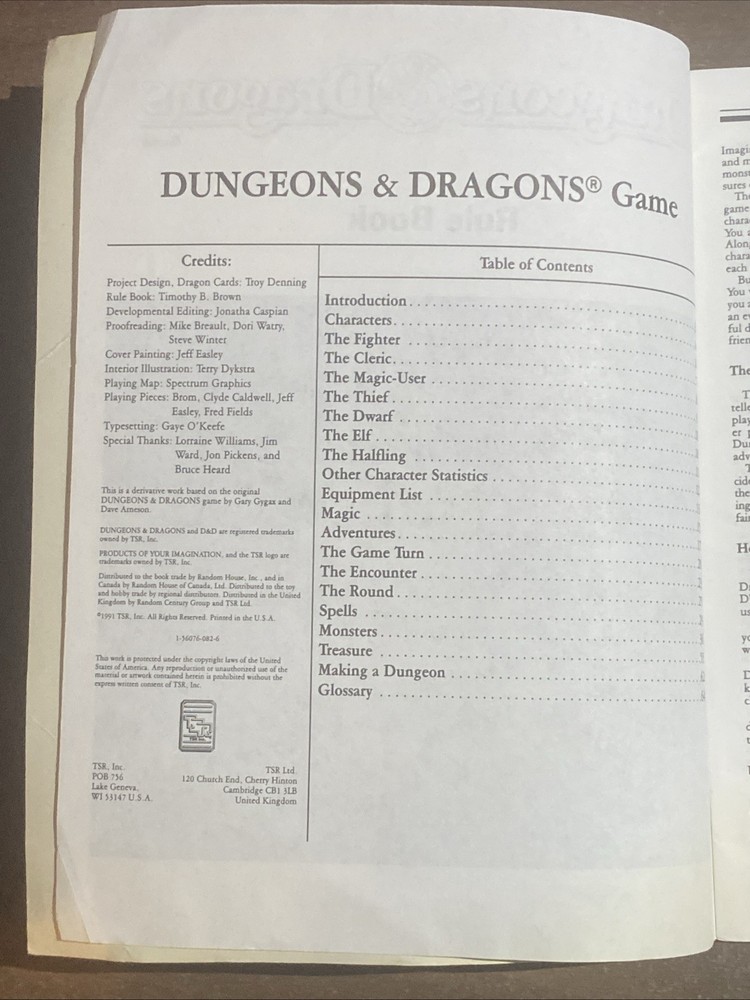 DUNGEONS & DRAGONS® Game
Credits:
Project Design, Dragon Cards: Troy Denning
Rule Book: Timothy B. Brown
Developmental Editing: Jonatha Caspian
Proofreading: Mike Breault, Dori Watry,
Steve Winter
Cover Painting: Jeff Easley
Interior Illustration: Terry Dykstra
Playing Map: Spectrum Graphics
Playing Pieces: Brom, Clyde Caldwell, Jeff
Easley, Fred Fields
Typesetting: Gaye O'Keefe
Special Thanks: Lorraine Williams, Jim
Ward, Jon Pickens, and
Bruce Heard
This is a derivative work based on the original
DUNGEONS & DRAGONS game by Gary Gygax and
Dave Arneson.
DUNGEONS & DRAGONS and D&D are registered trademarks
owned by TSR, Inc.
PRODUCTS OF YOUR IMAGINATION, and the TSR logo are
trademarks owned by TSR, Inc.
Distributed to the book trade by Random House, Inc., and in
Canada by Random House of Canada, Ltd. Distributed to the toy
and hobby trade by regional distributors. Distributed in the United
Kingdom by Random Century Group and TSR Ltd.
©1991 TSR, Inc. All Rights Reserved. Printed in the U.S.A.
1-56076-082-6
This work is protected under the copyright laws of the United
States of America. Any reproduction or unauthorized use of the
material or artwork contained herein is prohibited without the
express written consent of TSR, Inc.
TSR
TSR, Inc.
POB 756
Lake Geneva,
WI 53147 U.S.A.
TSR Ltd.
120 Church End, Cherry Hinton
Cambridge CB1 3LB
United Kingdom
Table of Contents
Introduction
Characters
The Fighter
The Cleric
The Magic-User
The Thief
The Dwarf
The Elf
The Halfling
Other Character Statistics
Equipment List
Magic
Adventures
The Game Turn
The Encounter
The Round
Spells
Monsters
Treasure
Making a Dungeon
Glossary